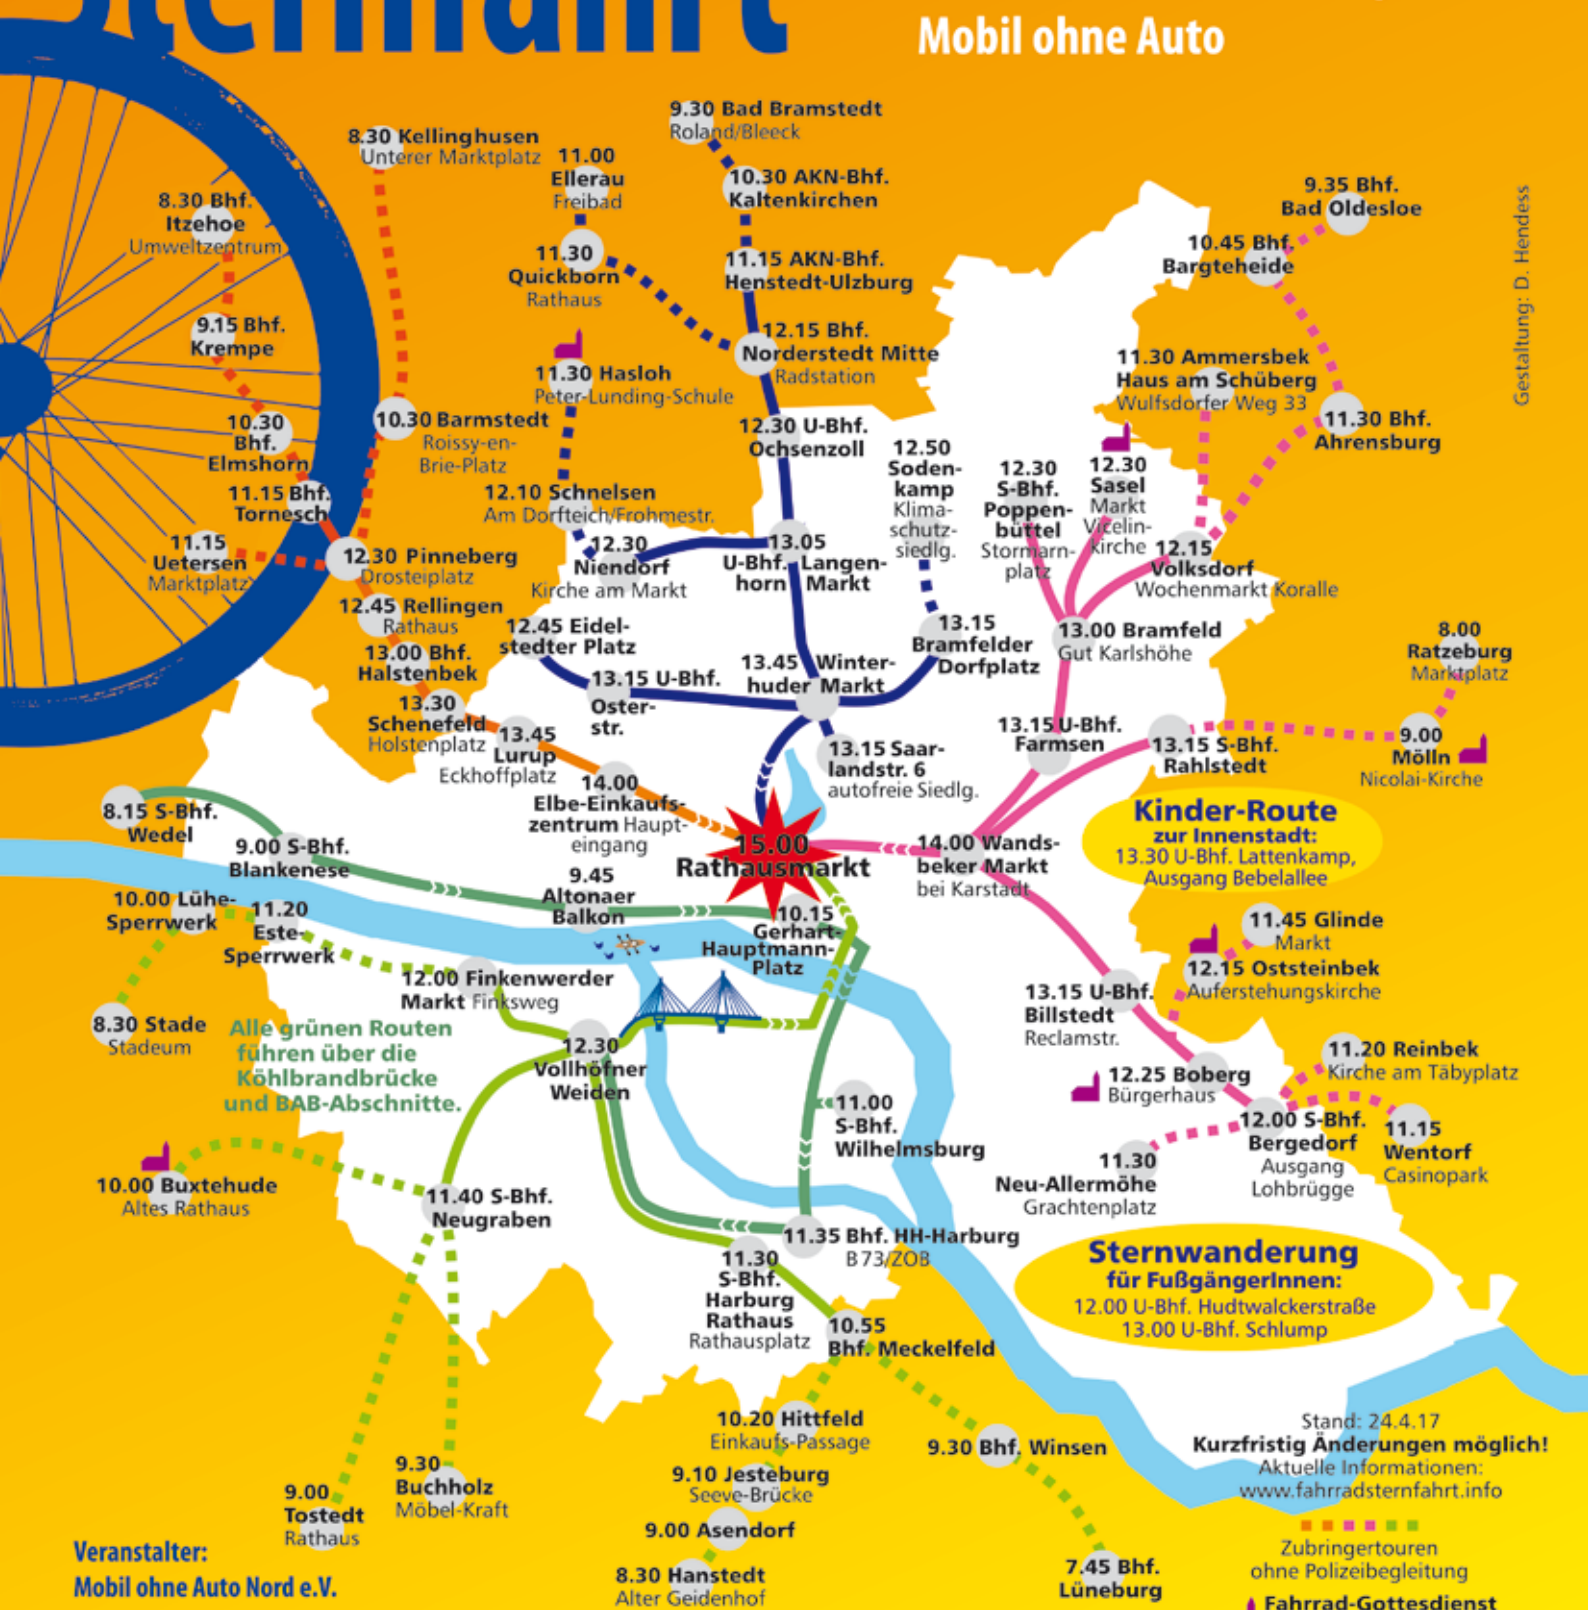 Sternfahrt
Mobil ohne Auto
9.30 Bad Bramstedt
Roland/Bleeck
8.30 Kellinghusen
Unterer Marktplatz
11.00
Ellerau
Freibad
10.30 AKN-Bhf.
Kaltenkirchen
9.35 Bhf.
Bad Oldesloe
8.30 Bhf.
Itzehoe
Umweltzentrum
11.30
Quickborn
Rathaus
11.15 AKN-Bhf.
Henstedt-Ulzburg
10.45 Bhf.
Bargteheide
Gestaltung: D. Hendess
9.15 Bhf.
Krempe
12.15 Bhf.
Norderstedt Mitte
Radstation
11.30 Hasloh
Peter-Lunding-Schule
11.30 Ammersbek
Haus am Schüberg
Wulfsdorfer Weg 33
11.30 Bhf.
Ahrensburg
10.30
Bhf.
Elmshorn
10.30 Barmstedt
Roissy-en-
Brie-Platz
12.30 U-Bhf.
Ochsenzoll
12.50
Soden-
kamp
Klima-
schutz-
siedlg.
12.30
S-Bhf.
Poppen-
büttel
Stormarn-
platz
12.30
Sasel
Markt
Vicelin-
kirche
11.15 Bhf.
Tornesch
12.10 Schnelsen
Am Dorfteich/Frohmestr.
11.15
Uetersen
Marktplatz
12.30 Pinneberg
Drosteiplatz
12.30
Niendorf
Kirche am Markt
13.05
U-Bhf. Langen-
horn Markt
12.15
Volksdorf
Wochenmarkt Koralle
12.45 Rellingen
Rathaus
12.45 Eidel-
stedter Platz
13.15
Bramfelder
Dorfplatz
13.00 Bramfeld
Gut Karlshöhe
8.00
Ratzeburg
Marktplatz
13.00 Bhf.
Halstenbek
13.15 U-Bhf.
Oster-
str.
13.45 Winter-
huder Markt
13.30
Schenefeld
Holstenplatz
13.45
Lurup
Eckhoffplatz
13.15 Saar-
landstr. 6
autofreie Siedlg.
13.15 U-Bhf.
Farmsen
13.15 S-Bhf.
Rahlstedt
9.00
Mölln
Nicolai-Kirche
14.00
Elbe-Einkaufs-
zentrum Haupt-
eingang
8.15 S-Bhf.
Wedel
9.00 S-Bhf.
Blankenese
15.00
Rathausmarkt
14.00 Wands-
beker Markt
bei Karstadt
Kinder-Route
zur Innenstadt:
13.30 U-Bhf. Lattenkamp,
Ausgang Bebelallee
9.45
Altonaer
Balkon
10.15
Gerhart-
Hauptmann-
Platz
10.00 Lühe-
Sperrwerk
11.20
Este-
Sperrwerk
11.45 Glinde
Markt
12.15 Oststeinbek
Auferstehungskirche
12.00 Finkenwerder
Markt Finksweg
13.15 U-Bhf.
Billstedt
Reclamstr.
8.30 Stade
Stadeum
Alle grünen Routen
führen über die
Köhlbrandbrücke
und BAB-Abschnitte.
12.30
Vollhöfner
Weiden
11.20 Reinbek
Kirche am Täbyplatz
12.25 Boberg
Bürgerhaus
11.00
S-Bhf.
Wilhelmsburg
12.00 S-Bhf.
Bergedorf
Ausgang
Lohbrügge
11.15
Wentorf
Casinopark
11.30
Neu-Allermöhe
Grachtenplatz
10.00 Buxtehude
Altes Rathaus
11.40 S-Bhf.
Neugraben
11.35 Bhf. HH-Harburg
B 73/ZOB
11.30
S-Bhf.
Harburg
Rathaus
Rathausplatz
Sternwanderung
für FußgängerInnen:
12.00 U-Bhf. Hudtwalckerstraße
13.00 U-Bhf. Schlump
10.55
Bhf. Meckelfeld
10.20 Hittfeld
Einkaufs-Passage
9.30 Bhf. Winsen
9.30
Buchholz
Möbel-Kraft
9.00
Tostedt
Rathaus
9.10 Jesteburg
Seeve-Brücke
9.00 Asendorf
8.30 Hanstedt
Alter Geidenhof
7.45 Bhf.
Lüneburg
Stand: 24.4.17
Kurzfristig Änderungen möglich!
Aktuelle Informationen:
www.fahrradsternfahrt.info
Zubringertouren
ohne Polizeibegleitung
Fahrrad-Gottesdienst
Veranstalter:
Mobil ohne Auto Nord e.V.